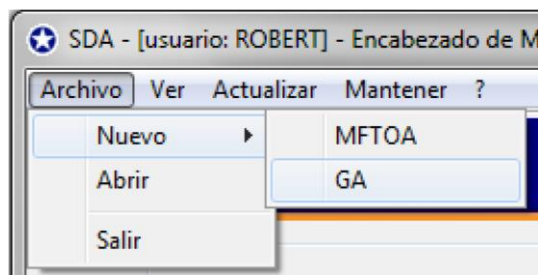 SDA - [usuario: ROBERT] - Encabezado de M
Archivo Ver Actualizar Mantener ?
Nuevo MFTOA
Abrir GA
Salir